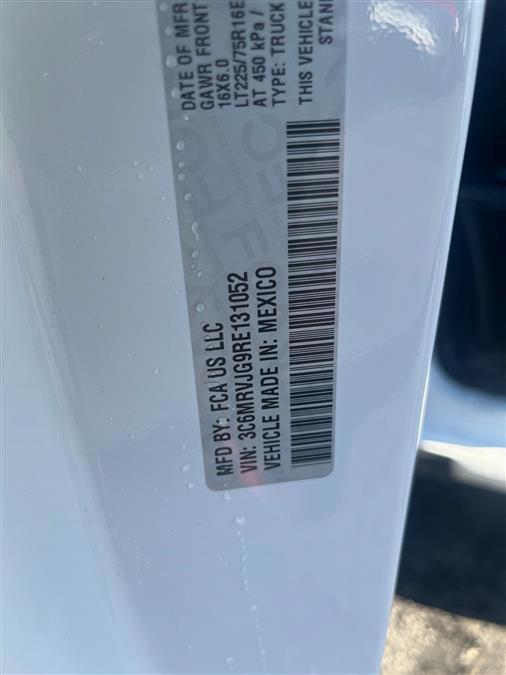 MFD BY: FCA US LLC
VIN: 3C6MRVJG9RE131052
VEHICLE MADE IN: MEXICO
DATE OF MFR
GAWR FRONT
16X6.0
LT225/75R16E
AT 450 kPa /
TYPE: TRUCK
THIS VEHICLE
STAN